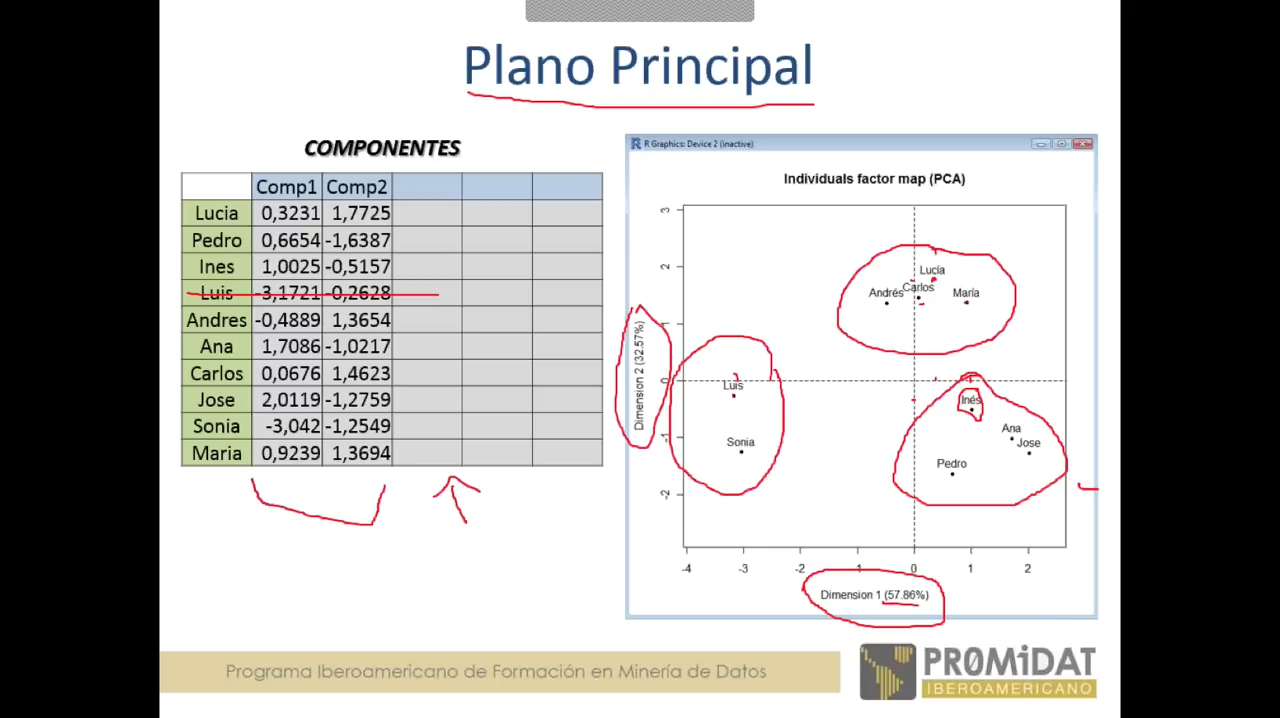 Plano Principal
COMPONENTES
Comp1 Comp2
Lucia 0,3231 1,7725
Pedro 0,6654 -1,6387
Ines 1,0025 -0,5157
Luis -3,1721 -0,2628
Andres -0,4889 1,3654
Ana 1,7086 -1,0217
Carlos 0,0676 1,4623
Jose 2,0119 -1,2759
Sonia -3,042 -1,2549
Maria 0,9239 1,3694
R Graphics: Device 2 (inactive)
Individuals factor map (PCA)
3
2
1
0
-1
-2
Dimension 2 (32.57%)
Lucía
Andrés
Carlos
María
Luis
Sonia
Inés
Ana
Jose
Pedro
-4 -3 -2 -1 0 1 2
Dimension 1 (57.86%)
Programa Iberoamericano de Formación en Minería de Datos
PR0MiDAT
IBEROAMERICANO